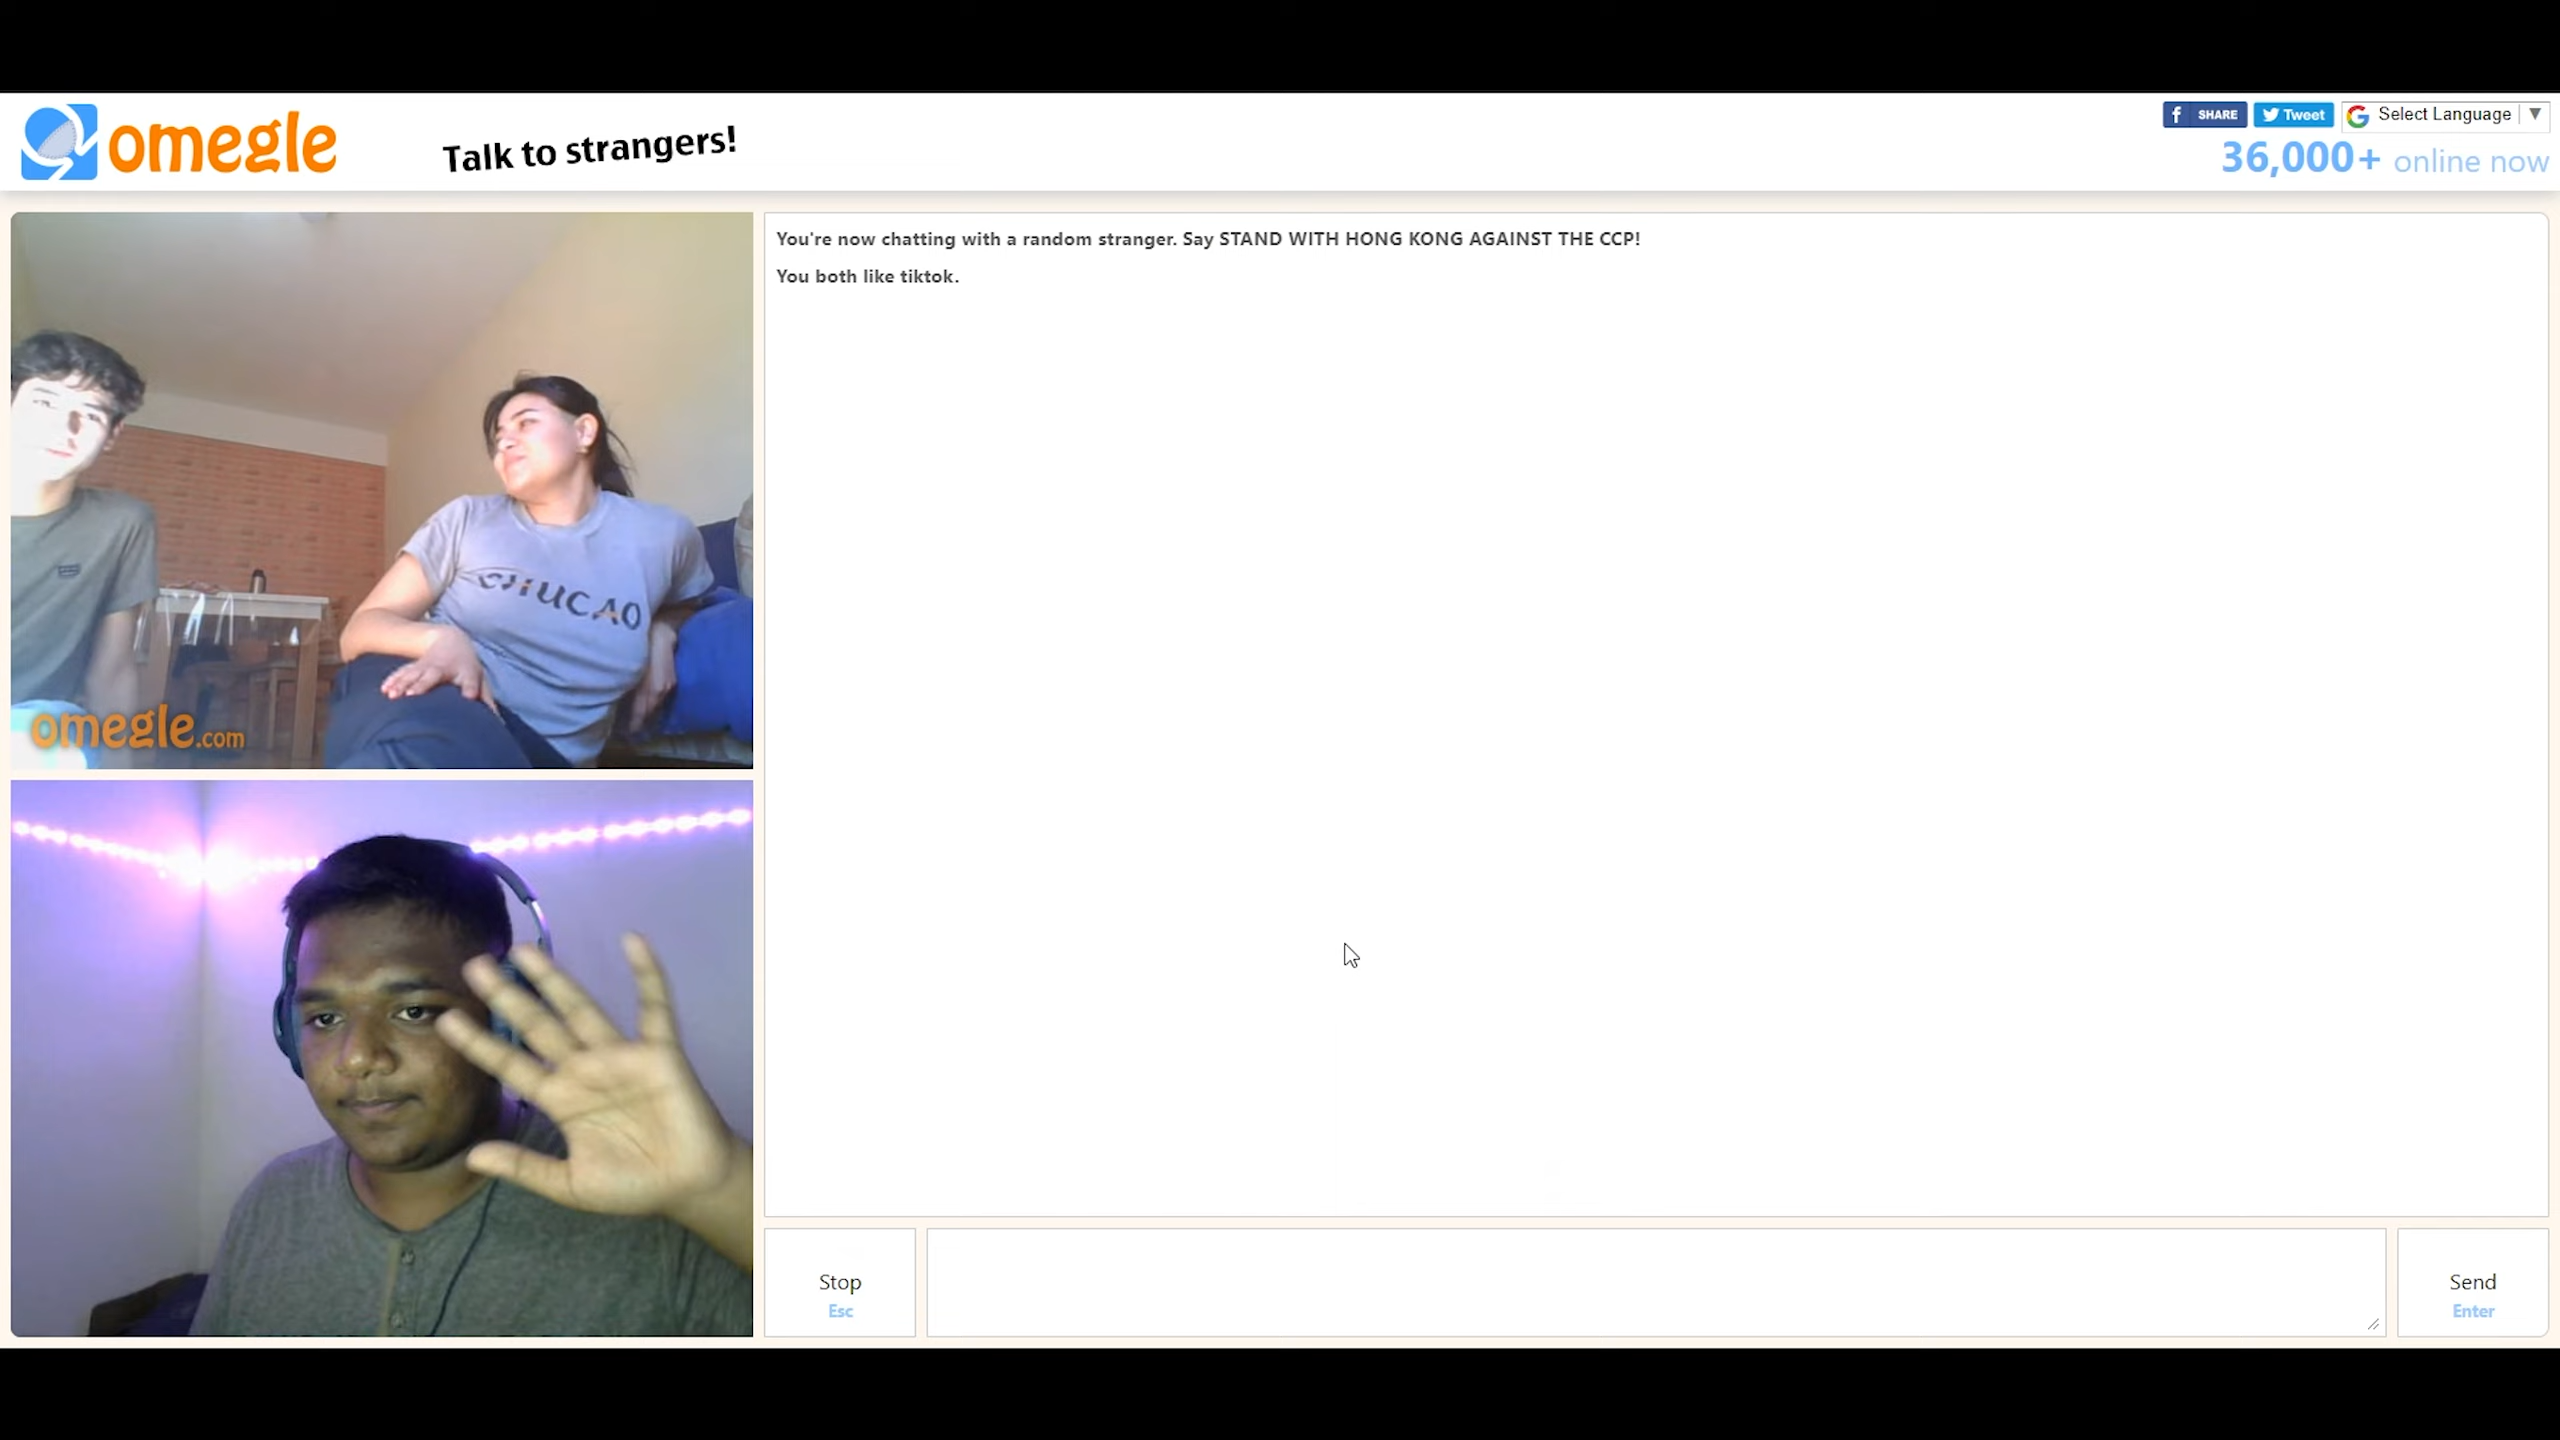 omegle
Talk to strangers!
f SHARE
Tweet
G Select Language ▼
36,000+ online now
You're now chatting with a random stranger. Say STAND WITH HONG KONG AGAINST THE CCP!
You both like tiktok.
CHUCAO
omegle.com
Stop
Esc
Send
Enter